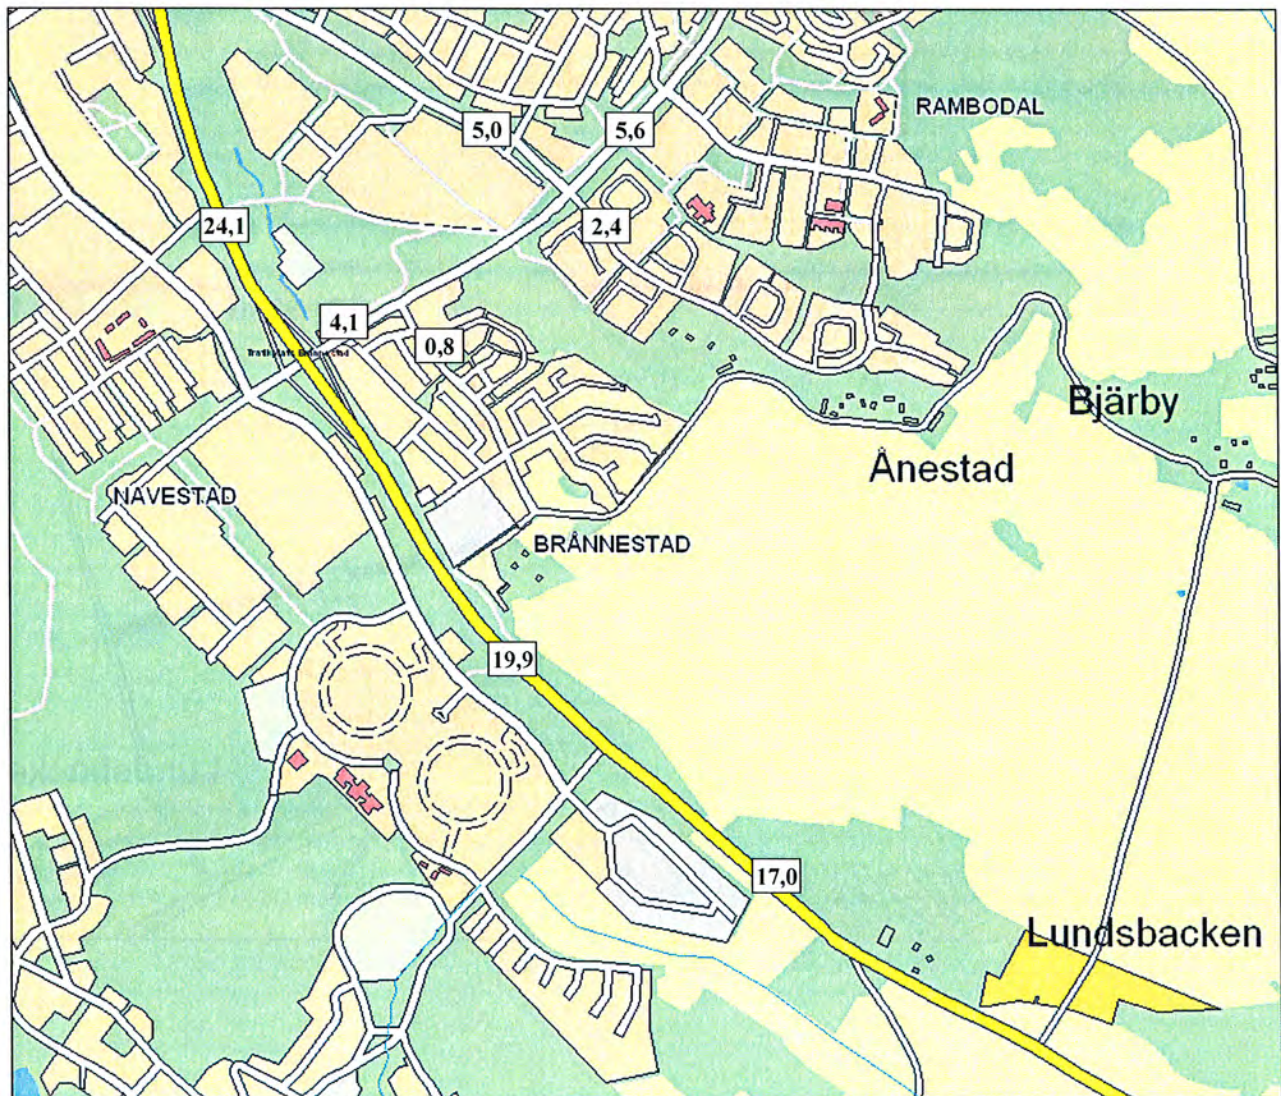 RAMBODAL
5,0
5,6
24,1
2,4
4,1
0,8
Bjärby
Ånestad
NAVESTAD
BRÄNNESTAD
19,9
17,0
Lundsbacken